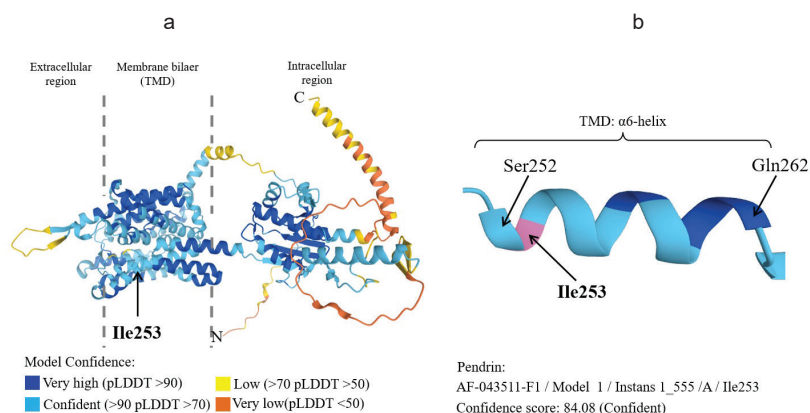 a
b
Extracellular
region
Membrane bilaer
(TMD)
Intracellular
region
C
N
Ile253
Model Confidence:
Very high (pLDDT >90)
Low (>70 pLDDT >50)
Confident (>90 pLDDT >70)
Very low(pLDDT <50)
TMD: α6-helix
Ser252
Gln262
Ile253
Pendrin:
AF-043511-F1 / Model 1 / Instans 1_555 /A / Ile253
Confidence score: 84.08 (Confident)